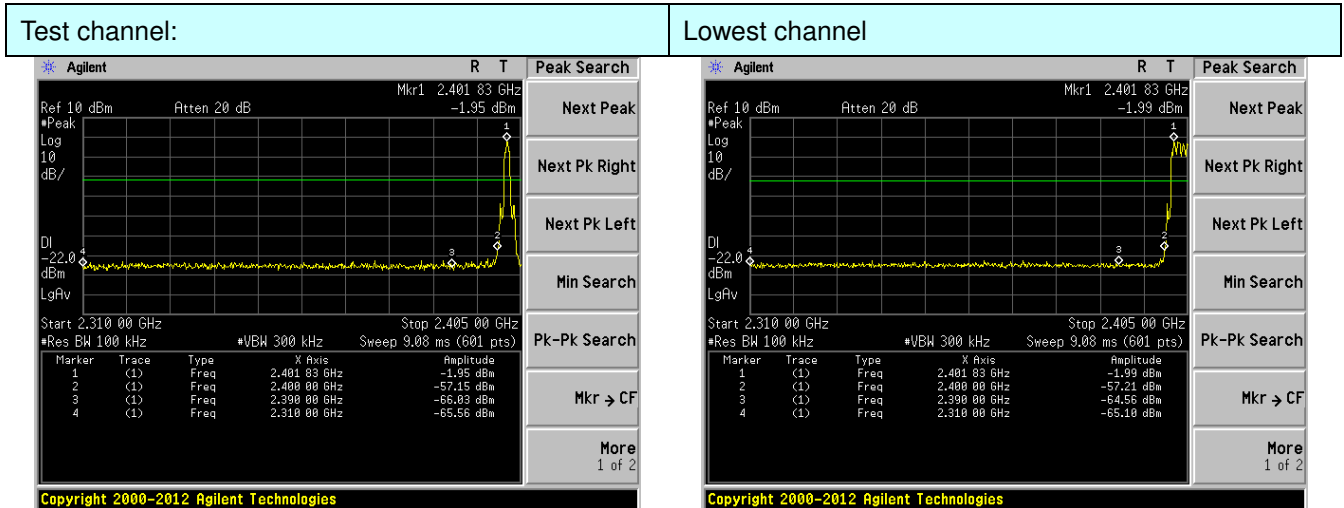 Test channel:
Lowest channel
Agilent
R T
Peak Search
Mkr1 2.401 83 GHz
Ref 10 dBm
Atten 20 dB
-1.95 dBm
#Peak
Log
10
dB/
DI
-22.0
dBm
LgAv
1
2
3
4
Start 2.310 00 GHz
Stop 2.405 00 GHz
#Res BW 100 kHz
#VBW 300 kHz
Sweep 9.08 ms (601 pts)
Marker Trace Type X Axis Amplitude
1 (1) Freq 2.401 83 GHz -1.95 dBm
2 (1) Freq 2.400 00 GHz -57.15 dBm
3 (1) Freq 2.390 00 GHz -66.03 dBm
4 (1) Freq 2.310 00 GHz -65.56 dBm
Next Peak
Next Pk Right
Next Pk Left
Min Search
Pk-Pk Search
Mkr → CF
More
1 of 2
Copyright 2000-2012 Agilent Technologies
Agilent
R T
Peak Search
Mkr1 2.401 83 GHz
Ref 10 dBm
Atten 20 dB
-1.99 dBm
#Peak
Log
10
dB/
DI
-22.0
dBm
LgAv
1
2
3
4
Start 2.310 00 GHz
Stop 2.405 00 GHz
#Res BW 100 kHz
#VBW 300 kHz
Sweep 9.08 ms (601 pts)
Marker Trace Type X Axis Amplitude
1 (1) Freq 2.401 83 GHz -1.99 dBm
2 (1) Freq 2.400 00 GHz -57.21 dBm
3 (1) Freq 2.390 00 GHz -64.56 dBm
4 (1) Freq 2.310 00 GHz -65.10 dBm
Next Peak
Next Pk Right
Next Pk Left
Min Search
Pk-Pk Search
Mkr → CF
More
1 of 2
Copyright 2000-2012 Agilent Technologies